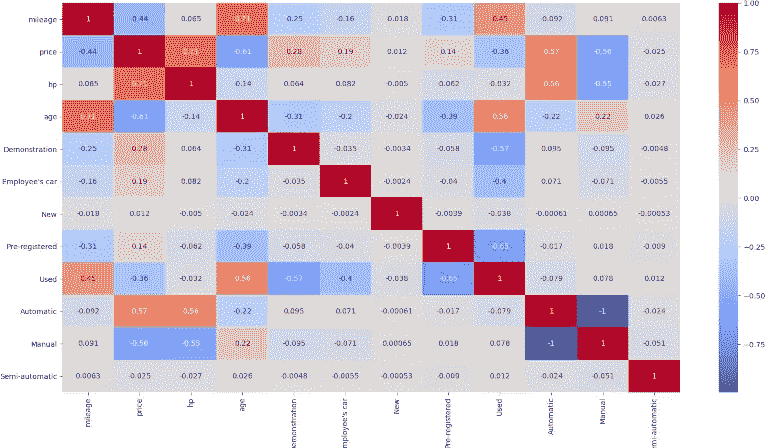 mileage 1 -0.44 0.065 0.71 -0.25 -0.16 0.018 -0.31 0.45 -0.092 0.091 0.0063
price -0.44 1 -0.61 0.28 0.19 0.012 0.14 -0.36 0.57 -0.56 -0.025
hp 0.065 1 -0.14 0.064 0.082 -0.005 0.062 -0.032 0.56 -0.55 -0.027
age 0.71 -0.61 -0.14 1 -0.31 -0.2 -0.024 -0.39 0.56 -0.22 0.22 0.026
Demonstration -0.25 0.28 0.064 -0.31 1 -0.035 -0.0034 -0.058 -0.57 0.095 -0.095 -0.0048
Employee's car -0.16 0.19 0.082 -0.2 -0.035 1 -0.0024 -0.04 -0.4 0.071 -0.071 -0.0055
New -0.018 0.012 -0.005 -0.024 -0.0034 -0.0024 1 -0.0039 -0.038 -0.00061 0.00065 -0.00053
Pre-registered -0.31 0.14 -0.062 -0.39 -0.058 -0.04 -0.0039 1 -0.65 -0.017 0.018 -0.009
Used 0.45 -0.36 -0.032 0.56 -0.57 -0.4 -0.038 -0.65 1 -0.079 0.078 0.012
Automatic -0.092 0.57 0.56 -0.22 0.095 0.071 -0.00061 -0.017 -0.079 1 -1 -0.024
Manual 0.091 -0.56 -0.55 0.22 -0.095 -0.071 0.00065 0.018 0.078 -1 1 -0.051
Semi-automatic 0.0063 -0.025 -0.027 0.026 -0.0048 -0.0055 -0.00053 -0.009 0.012 -0.024 -0.051 1
mileage
price
hp
age
emonstration
mployee's car
New
re-registered
Used
Automatic
Manual
mi-automatic
1.00
0.75
0.50
0.25
0.00
-0.25
-0.50
-0.75